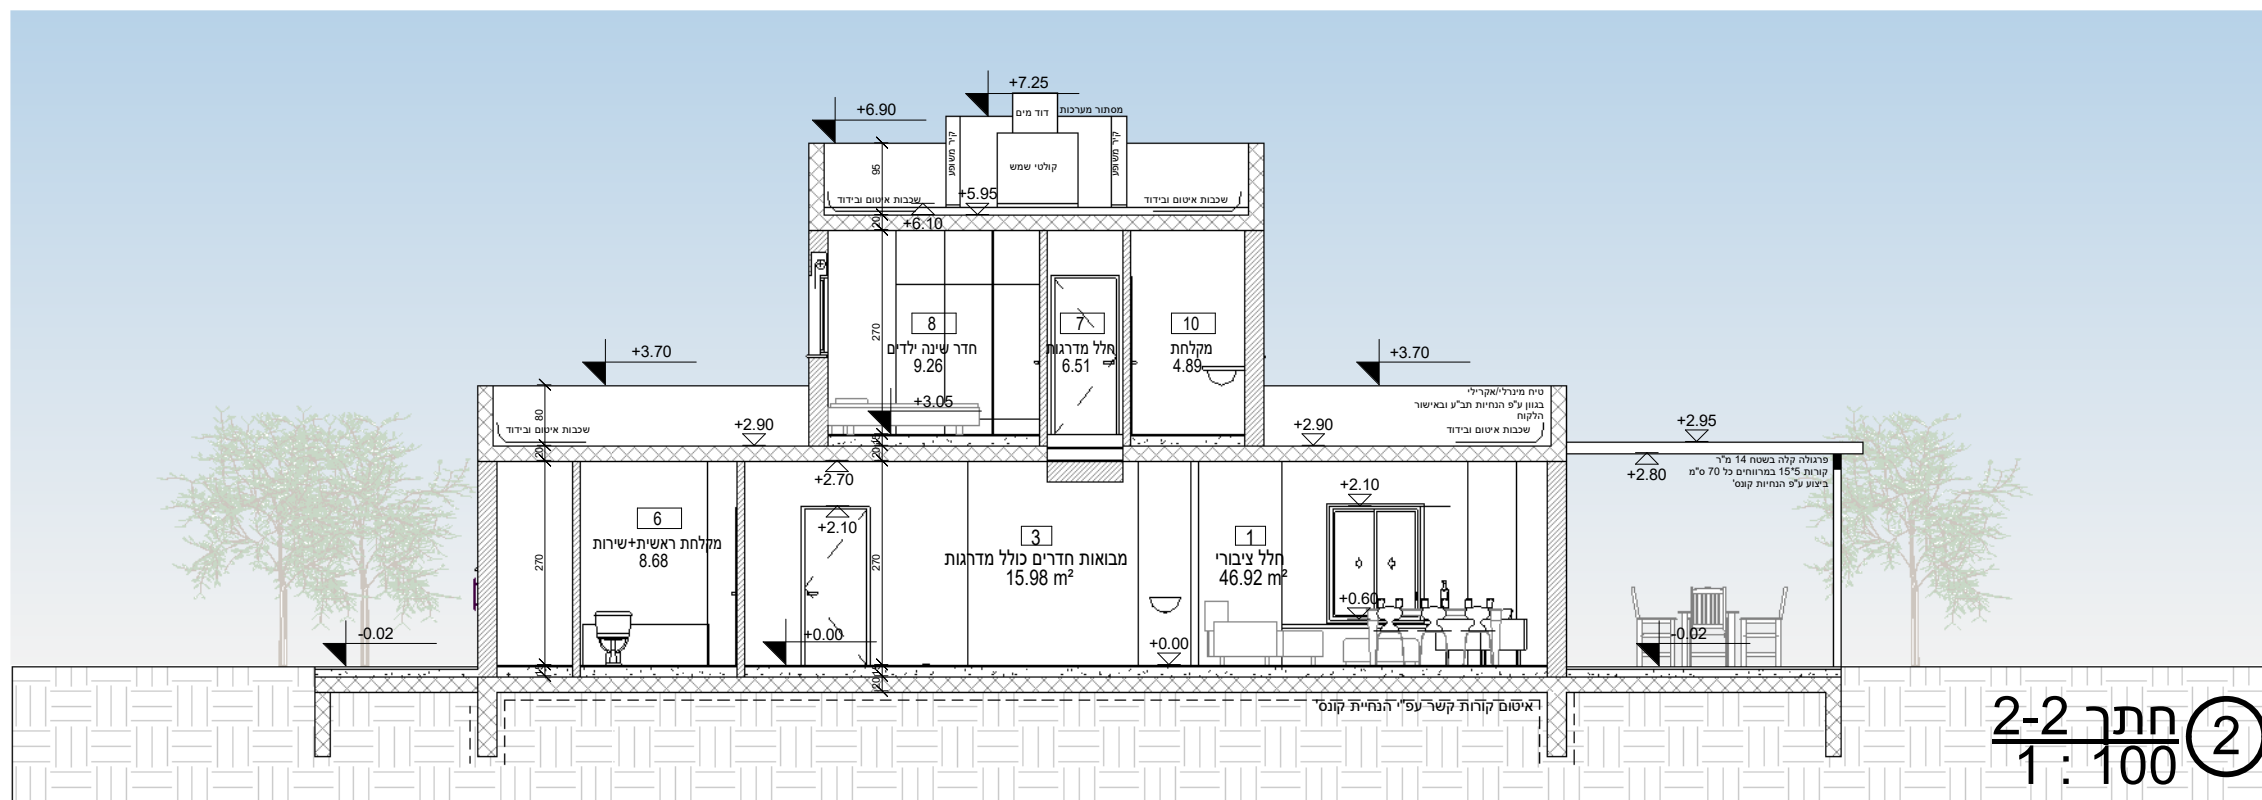 +7.25
+6.90
דוד מים
מסתור מערכות
קיר משופע
קיר משופע
קולטי שמש
95
שכבות איטום ובידוד
+5.95
שכבות איטום ובידוד
20
+6.10
270
8
חדר שינה ילדים
9.26
7
חלל מדרגות
6.51
10
מקלחת
4.89
+3.70
+3.70
80
+3.05
טיח מינרלי/אקרילי
בגוון ע"פ הנחיות תב"ע ובאישור
הלקוח
שכבות איטום ובידוד
שכבות איטום ובידוד
+2.90
+2.90
+2.95
15
20
20
+2.70
+2.80
פרגולה קלה בשטח 14 מ"ר
קורות 5*15 במרווחים כל 70 ס"מ
ביצוע ע"פ הנחיות קונס'
+2.10
+2.10
6
מקלחת ראשית+שירות
8.68
3
מבואות חדרים כולל מדרגות
15.98 m²
1
חלל ציבורי
46.92 m²
270
270
+0.60
-0.02
+0.00
+0.00
-0.02
15
15
20
איטום קורות קשר עפ"י הנחיית קונס'
חתך 2-2
1 : 100
2